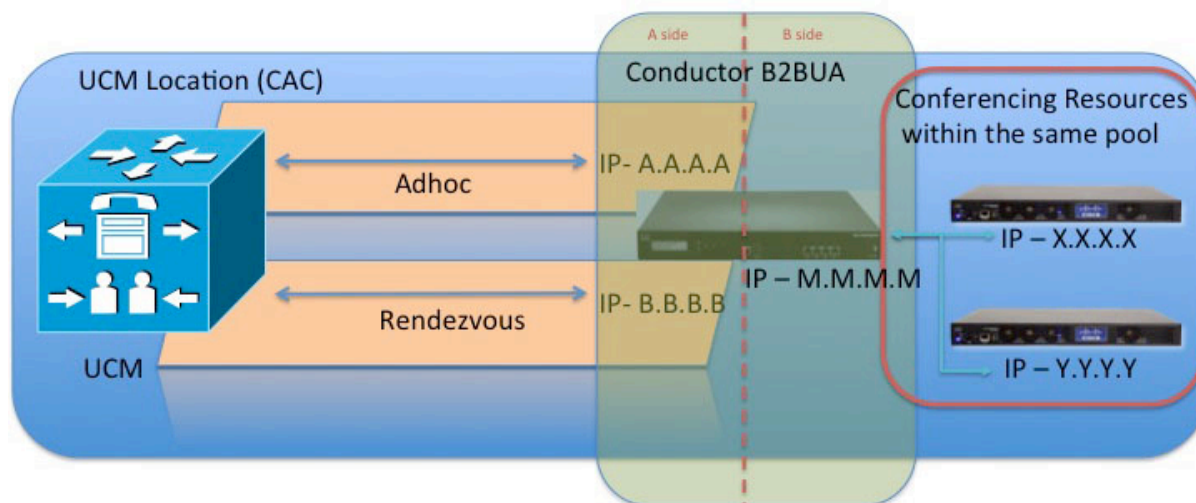 A side
B side
UCM Location (CAC)
Conductor B2BUA
Conferencing Resources
within the same pool
IP- A.A.A.A
Adhoc
IP – X.X.X.X
IP – M.M.M.M
IP- B.B.B.B
Rendezvous
UCM
IP – Y.Y.Y.Y